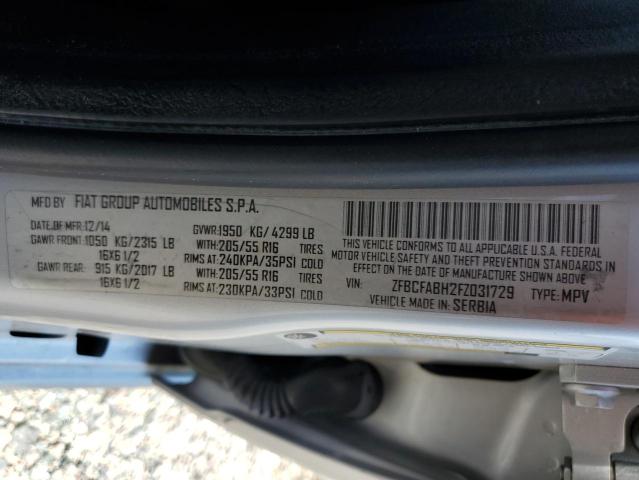 MFD BY FIAT GROUP AUTOMOBILES S.P.A.
DATE OF MFR:12/14 GVWR:1950 KG/ 4299 LB
GAWR FRONT:1050 KG/2315 LB WITH:205/55 R16 TIRES
16X6 1/2 RIMS AT:240KPA/35PSI COLD
GAWR REAR: 915 KG/2017 LB WITH:205/55 R16 TIRES
16X6 1/2 RIMS AT:230KPA/33PSI COLD
THIS VEHICLE CONFORMS TO ALL APPLICABLE U.S.A. FEDERAL
MOTOR VEHICLE SAFETY, BUMPER, AND THEFT PREVENTION STANDARDS IN
EFFECT ON THE DATE OF MANUFACTURE SHOWN ABOVE
VIN: ZFBCFABH2FZ031729 TYPE: MPV
VEHICLE MADE IN SERBIA